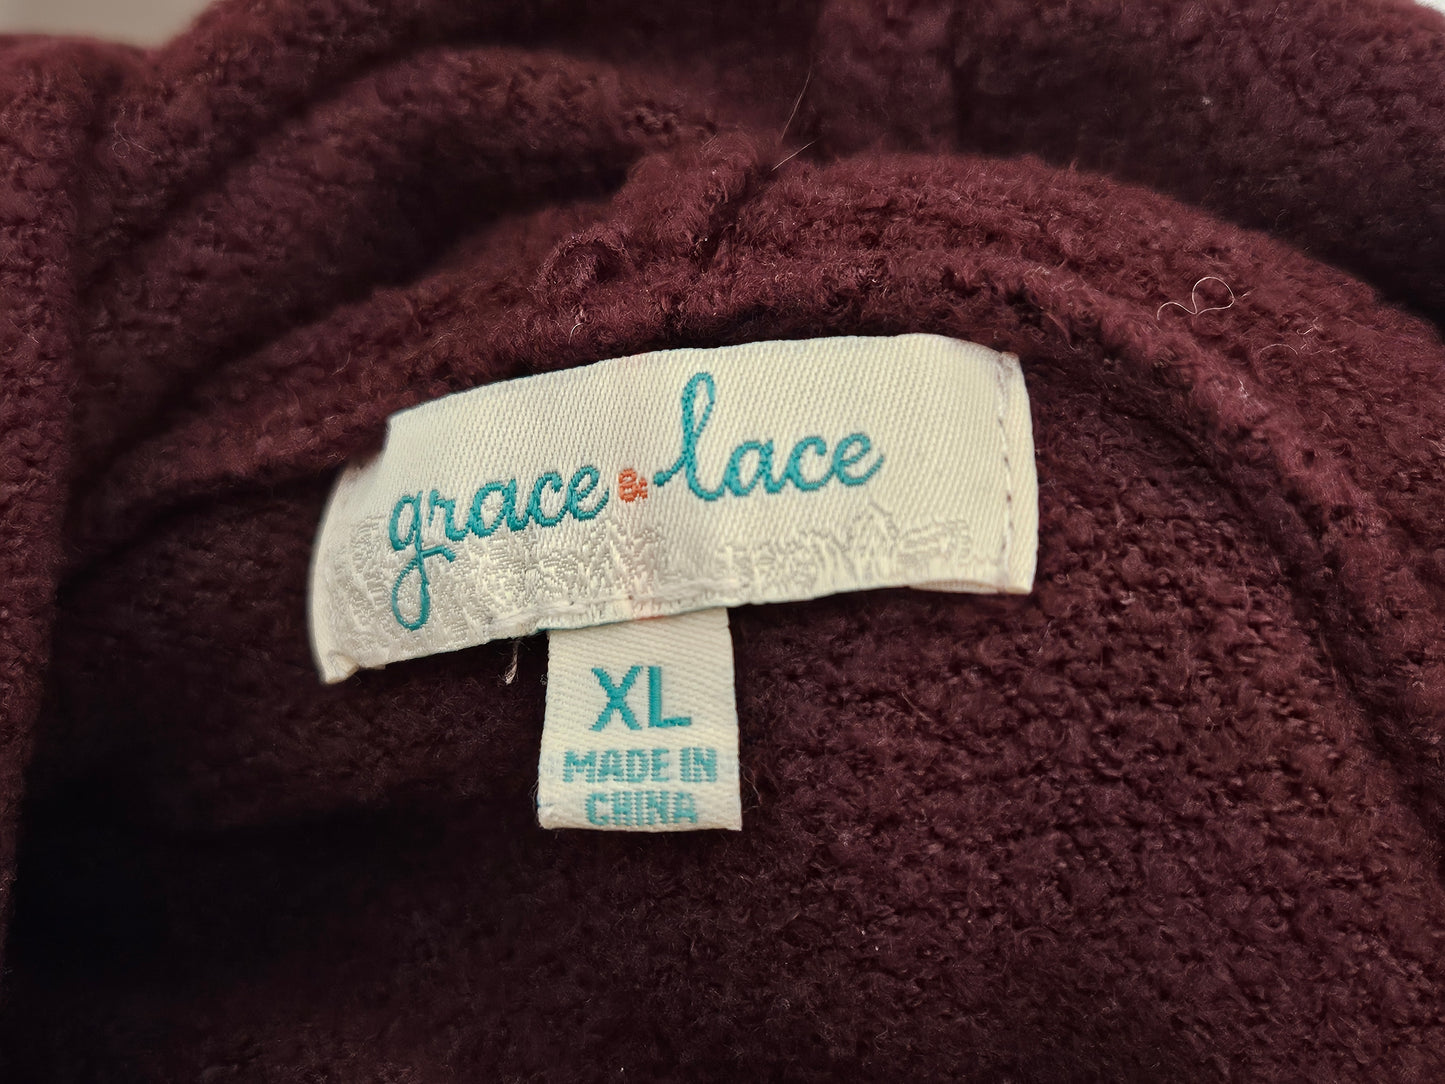 grace & lace
XL
MADE IN
CHINA